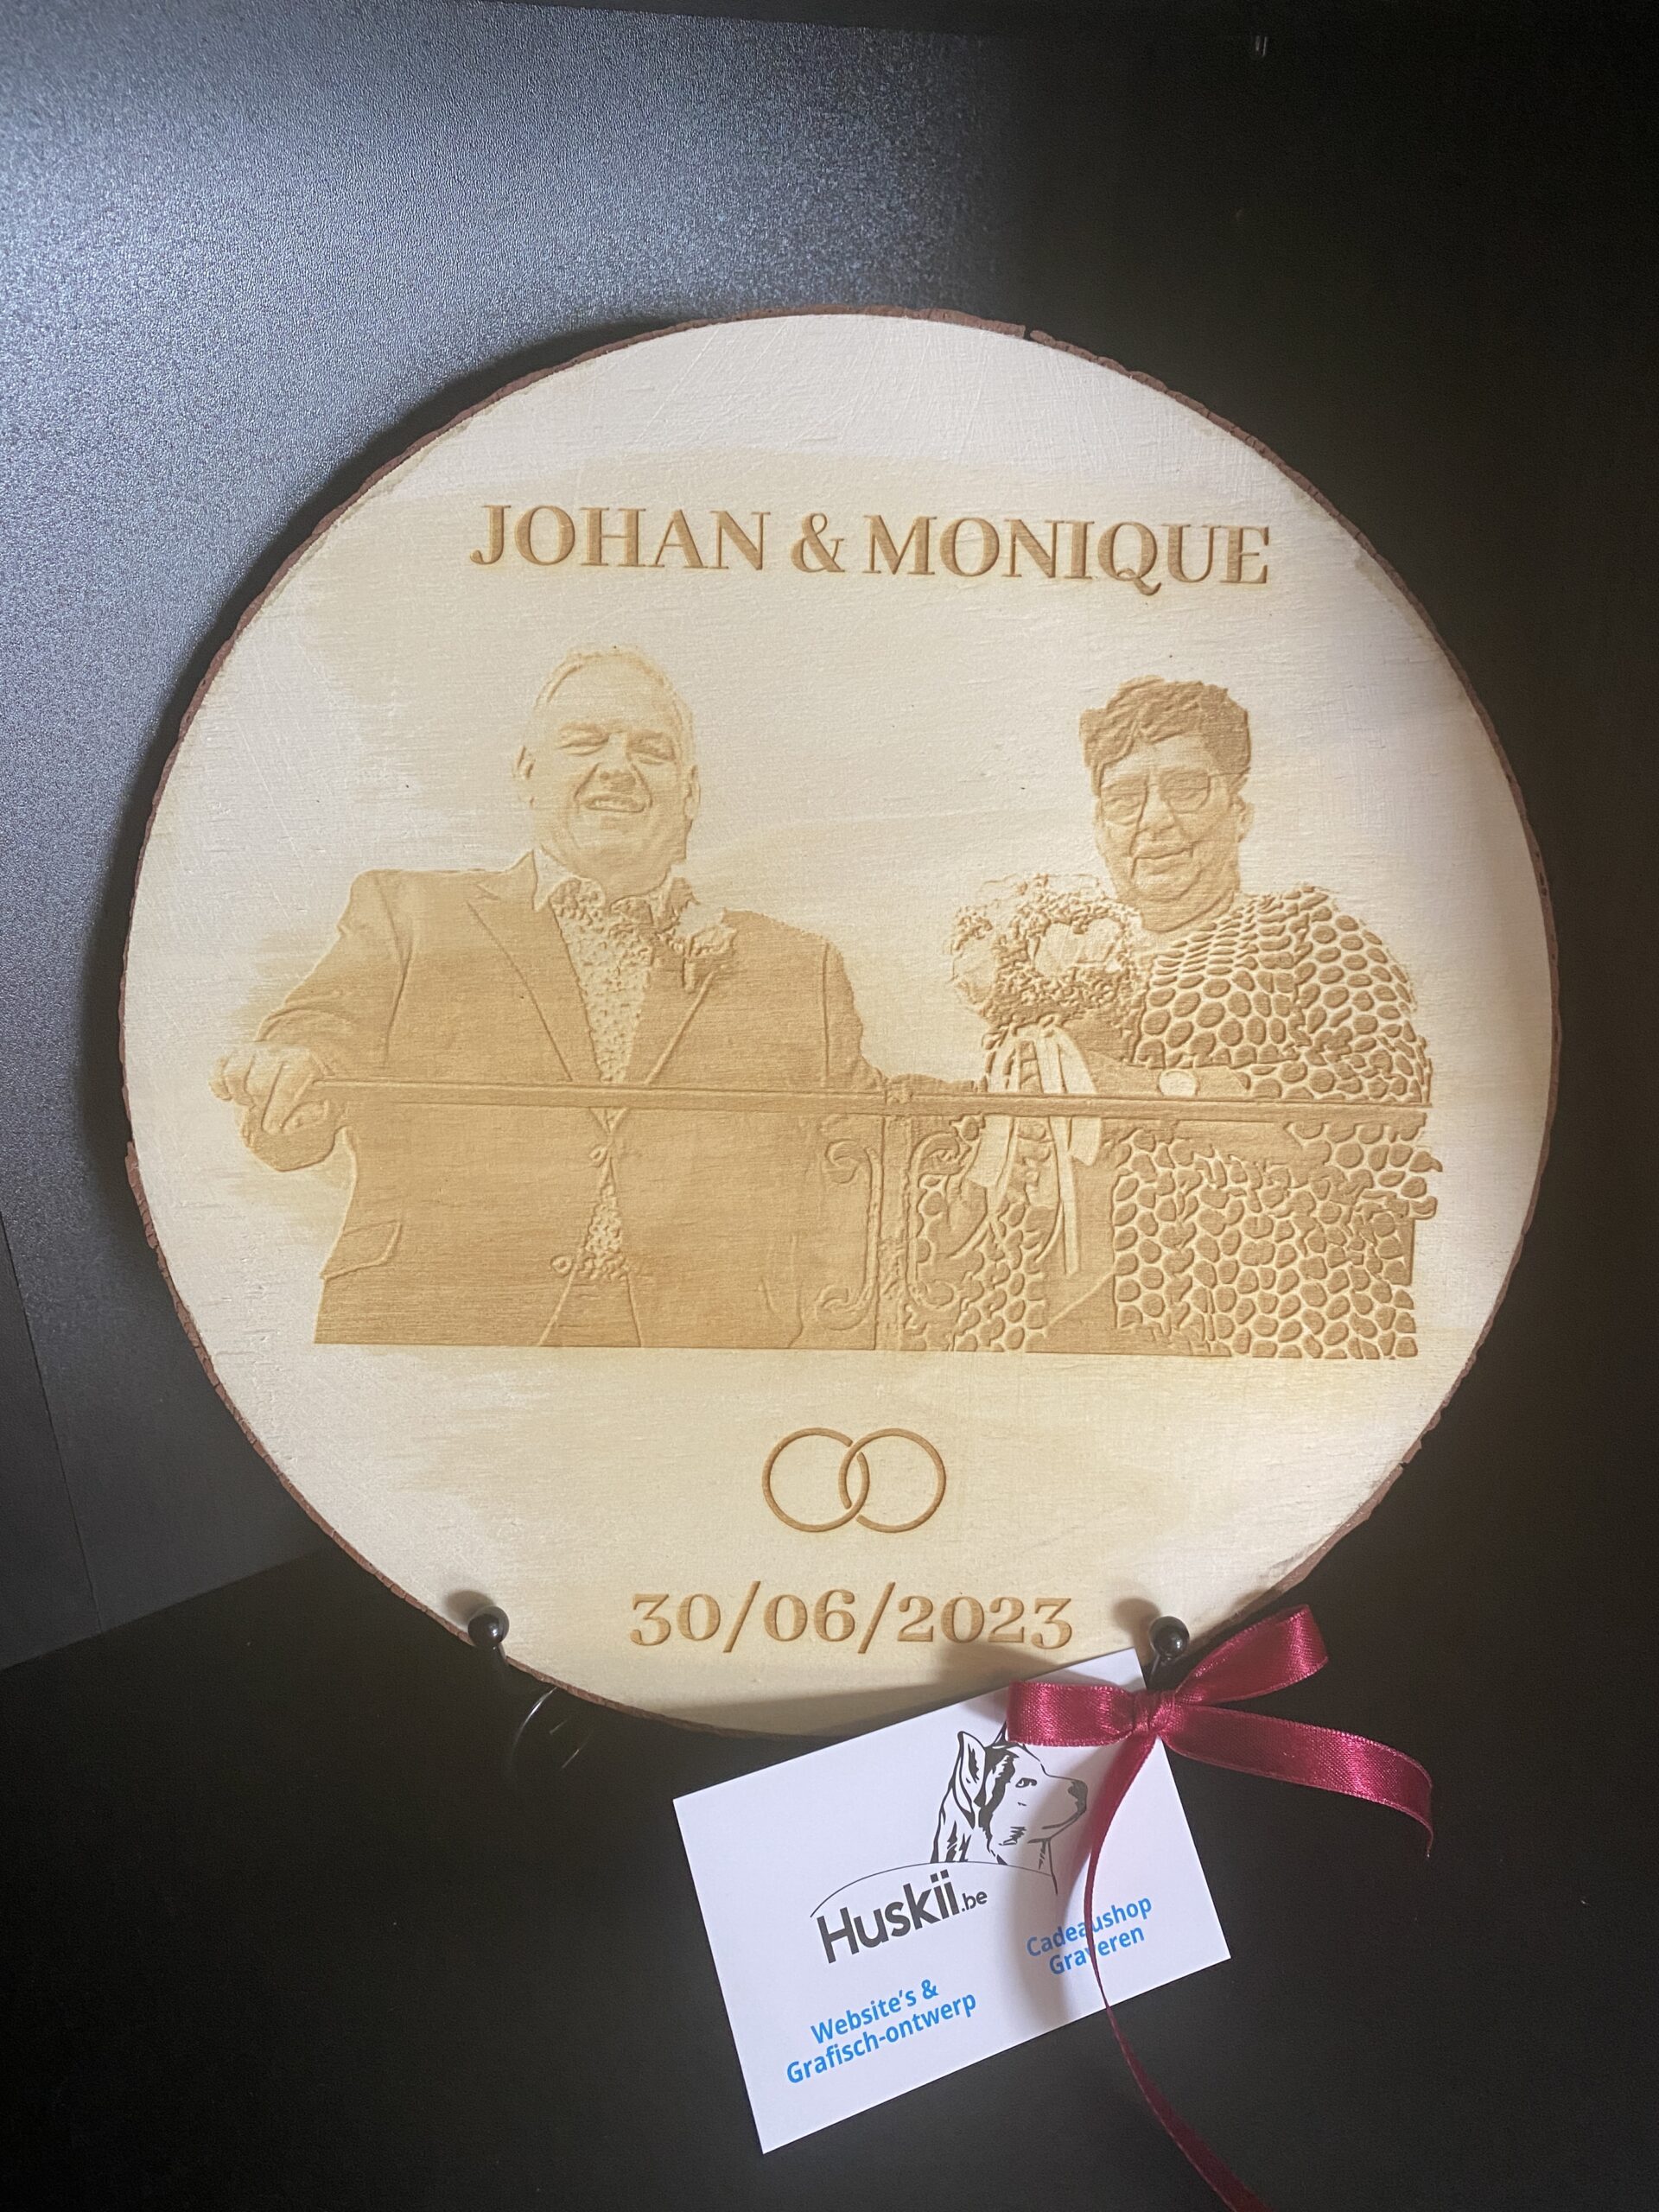 JOHAN & MONIQUE
30/06/2023
Huskii.be
Website's &
Grafisch-ontwerp
Cadeaushop
Graveren